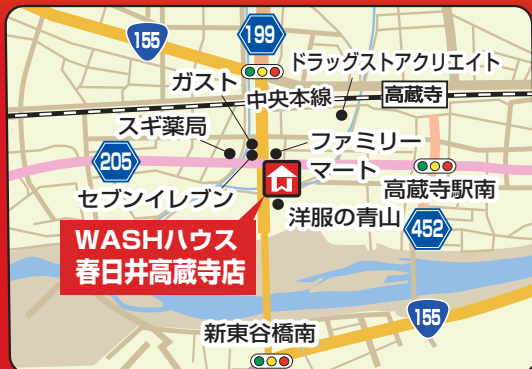 155
199
ドラッグストアクリエイト
ガスト
中央本線
高蔵寺
スギ薬局
ファミリー
マート
205
セブンイレブン
高蔵寺駅南
洋服の青山
452
WASHハウス
春日井高蔵寺店
155
新東谷橋南